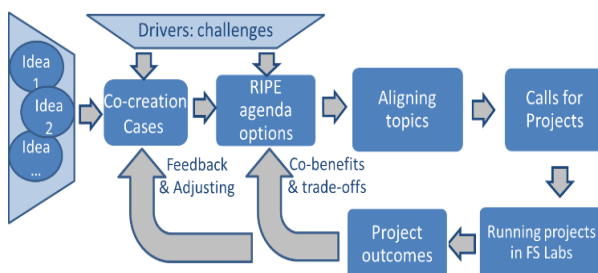 Drivers: challenges
Idea
1
Idea
2
Idea
...
Co-creation
Cases
RIPE
agenda
options
Aligning
topics
Calls for
Projects
Feedback
& Adjusting
Co-benefits
& trade-offs
Project
outcomes
Running projects
in FS Labs